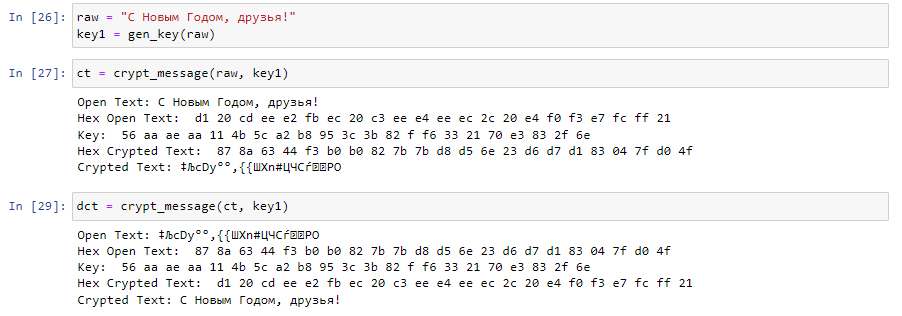 In [26]: raw = "С Новым Годом, друзья!"
key1 = gen_key(raw)
In [27]: ct = crypt_message(raw, key1)
Open Text: С Новым Годом, друзья!
Hex Open Text:  d1 20 cd ee e2 fb ec 20 c3 ee e4 ee ec 2c 20 e4 f0 f3 e7 fc ff 21
Key:  56 aa ae aa 11 4b 5c a2 b8 95 3c 3b 82 f f6 33 21 70 e3 83 2f 6e
Hex Crypted Text:  87 8a 63 44 f3 b0 b0 82 7b 7b d8 d5 6e 23 d6 d7 d1 83 04 7f d0 4f
Crypted Text: ‡ЉcDу°°‚{{ШХn#ЦЧСѓРO
In [29]: dct = crypt_message(ct, key1)
Open Text: ‡ЉcDу°°‚{{ШХn#ЦЧСѓРO
Hex Open Text:  87 8a 63 44 f3 b0 b0 82 7b 7b d8 d5 6e 23 d6 d7 d1 83 04 7f d0 4f
Key:  56 aa ae aa 11 4b 5c a2 b8 95 3c 3b 82 f f6 33 21 70 e3 83 2f 6e
Hex Crypted Text:  d1 20 cd ee e2 fb ec 20 c3 ee e4 ee ec 2c 20 e4 f0 f3 e7 fc ff 21
Crypted Text: С Новым Годом, друзья!